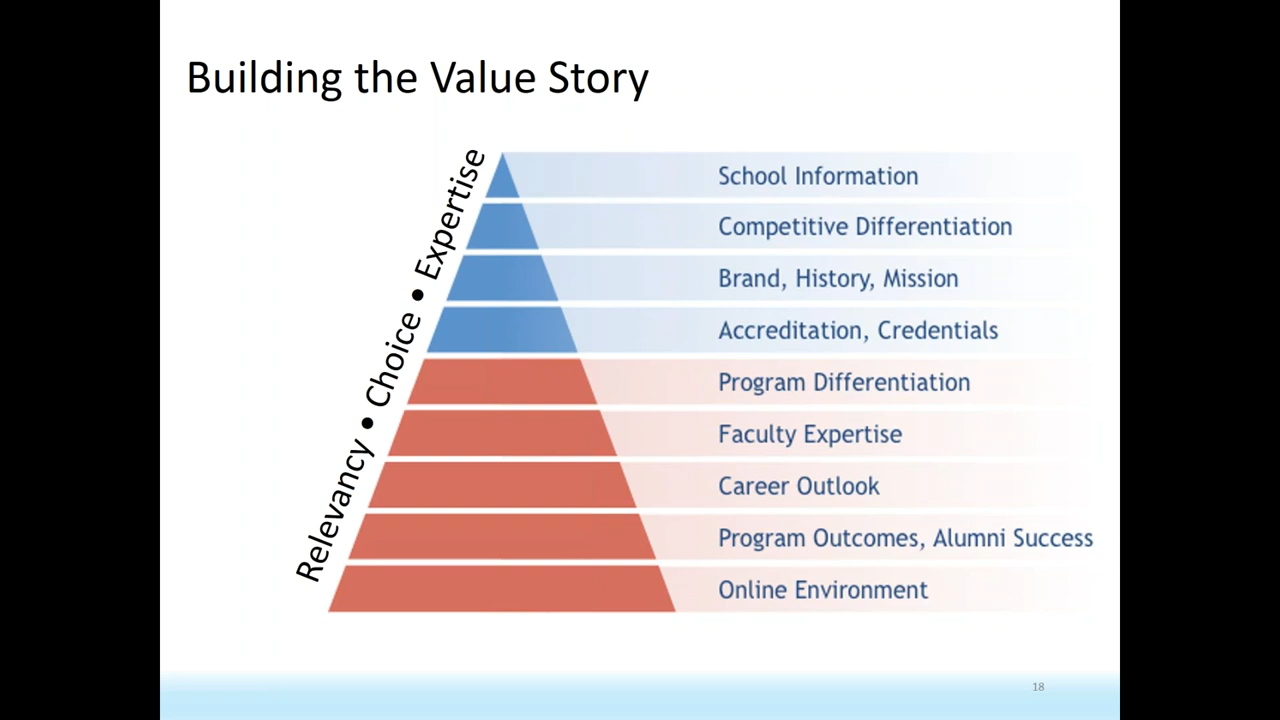 Building the Value Story
Relevancy • Choice • Expertise
School Information
Competitive Differentiation
Brand, History, Mission
Accreditation, Credentials
Program Differentiation
Faculty Expertise
Career Outlook
Program Outcomes, Alumni Success
Online Environment
18